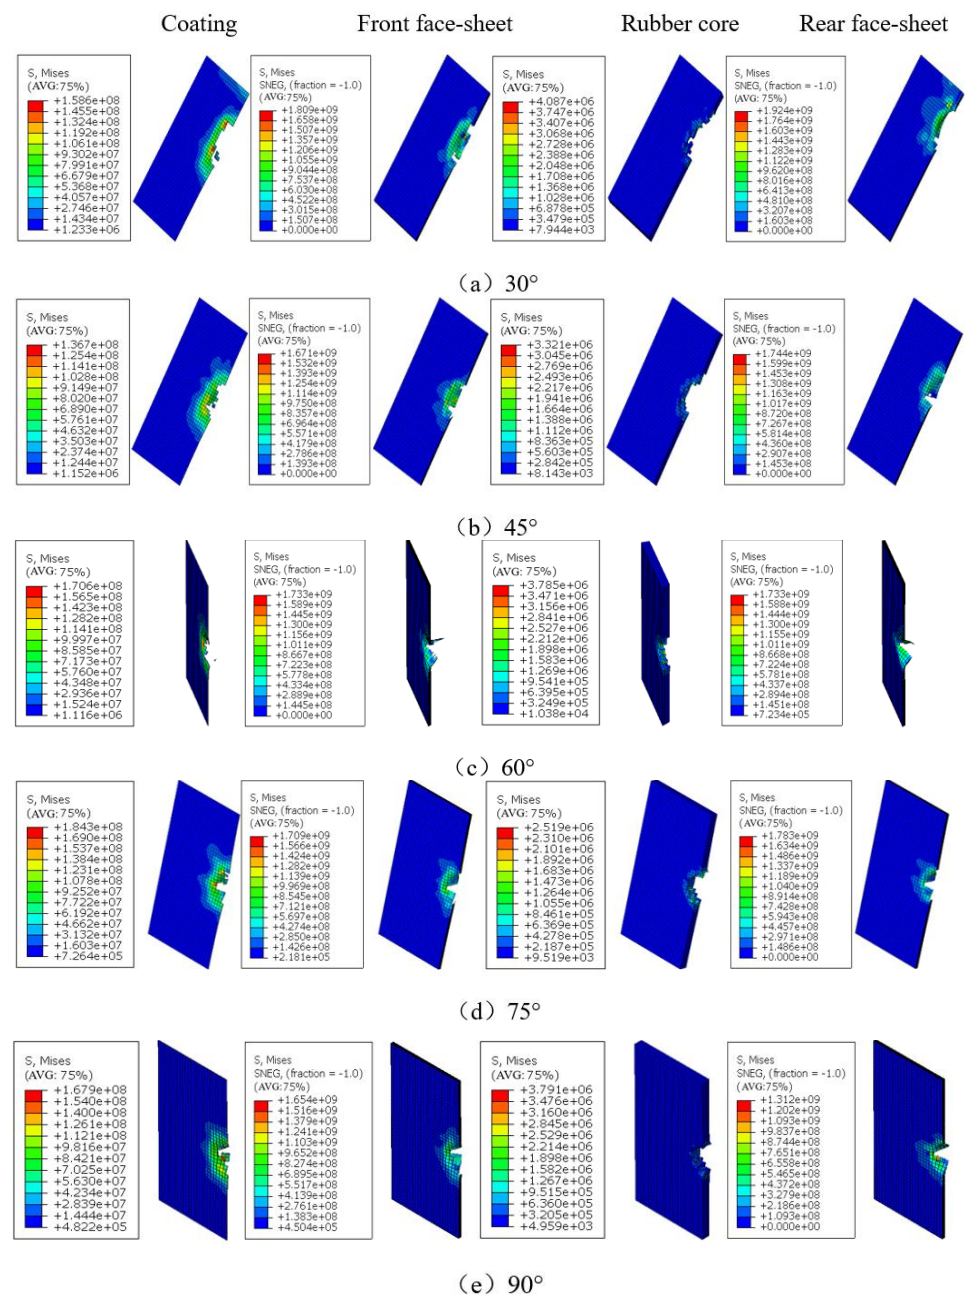 Coating Front face-sheet Rubber core Rear face-sheet
S, Mises
(AVG: 75%)
+1.586e+08
+1.455e+08
+1.324e+08
+1.192e+08
+1.061e+08
+9.302e+07
+7.991e+07
+6.679e+07
+5.368e+07
+4.057e+07
+2.746e+07
+1.434e+07
+1.233e+06
S, Mises
SNEG, (fraction = -1.0)
(AVG: 75%)
+1.809e+09
+1.658e+09
+1.507e+09
+1.357e+09
+1.206e+09
+1.055e+09
+9.044e+08
+7.537e+08
+6.030e+08
+4.522e+08
+3.015e+08
+1.507e+08
+0.000e+00
S, Mises
(AVG: 75%)
+4.087e+06
+3.747e+06
+3.407e+06
+3.068e+06
+2.728e+06
+2.388e+06
+2.048e+06
+1.708e+06
+1.368e+06
+1.028e+06
+6.878e+05
+3.479e+05
+7.944e+03
S, Mises
SNEG, (fraction = -1.0)
(AVG: 75%)
+1.924e+09
+1.764e+09
+1.603e+09
+1.443e+09
+1.283e+09
+1.122e+09
+9.620e+08
+8.016e+08
+6.413e+08
+4.810e+08
+3.207e+08
+1.603e+08
+0.000e+00
(a) 30°
S, Mises
(AVG: 75%)
+1.367e+08
+1.254e+08
+1.141e+08
+1.028e+08
+9.149e+07
+8.020e+07
+6.890e+07
+5.761e+07
+4.632e+07
+3.503e+07
+2.374e+07
+1.244e+07
+1.152e+06
S, Mises
SNEG, (fraction = -1.0)
(AVG: 75%)
+1.671e+09
+1.532e+09
+1.393e+09
+1.254e+09
+1.114e+09
+9.750e+08
+8.357e+08
+6.964e+08
+5.571e+08
+4.179e+08
+2.786e+08
+1.393e+08
+0.000e+00
S, Mises
(AVG: 75%)
+3.321e+06
+3.045e+06
+2.769e+06
+2.493e+06
+2.217e+06
+1.941e+06
+1.664e+06
+1.388e+06
+1.112e+06
+8.363e+05
+5.603e+05
+2.842e+05
+8.143e+03
S, Mises
SNEG, (fraction = -1.0)
(AVG: 75%)
+1.744e+09
+1.599e+09
+1.453e+09
+1.308e+09
+1.163e+09
+1.017e+09
+8.720e+08
+7.267e+08
+5.814e+08
+4.360e+08
+2.907e+08
+1.453e+08
+0.000e+00
(b) 45°
S, Mises
(AVG: 75%)
+1.706e+08
+1.565e+08
+1.423e+08
+1.282e+08
+1.141e+08
+9.997e+07
+8.585e+07
+7.173e+07
+5.760e+07
+4.348e+07
+2.936e+07
+1.524e+07
+1.116e+06
S, Mises
SNEG, (fraction = -1.0)
(AVG: 75%)
+1.733e+09
+1.589e+09
+1.445e+09
+1.300e+09
+1.156e+09
+1.011e+09
+8.667e+08
+7.223e+08
+5.778e+08
+4.334e+08
+2.889e+08
+1.445e+08
+0.000e+00
S, Mises
(AVG: 75%)
+3.785e+06
+3.471e+06
+3.156e+06
+2.841e+06
+2.527e+06
+2.212e+06
+1.898e+06
+1.583e+06
+1.269e+06
+9.541e+05
+6.395e+05
+3.249e+05
+1.038e+04
S, Mises
SNEG, (fraction = -1.0)
(AVG: 75%)
+1.733e+09
+1.588e+09
+1.444e+09
+1.300e+09
+1.155e+09
+1.011e+09
+8.668e+08
+7.224e+08
+5.781e+08
+4.337e+08
+2.894e+08
+1.451e+08
+7.234e+05
(c) 60°
S, Mises
(AVG: 75%)
+1.843e+08
+1.690e+08
+1.537e+08
+1.384e+08
+1.231e+08
+1.078e+08
+9.252e+07
+7.722e+07
+6.192e+07
+4.662e+07
+3.132e+07
+1.603e+07
+7.264e+05
S, Mises
SNEG, (fraction = -1.0)
(AVG: 75%)
+1.709e+09
+1.566e+09
+1.424e+09
+1.282e+09
+1.139e+09
+9.969e+08
+8.545e+08
+7.121e+08
+5.697e+08
+4.274e+08
+2.850e+08
+1.426e+08
+2.181e+05
S, Mises
(AVG: 75%)
+2.519e+06
+2.310e+06
+2.101e+06
+1.892e+06
+1.683e+06
+1.473e+06
+1.264e+06
+1.055e+06
+8.461e+05
+6.369e+05
+4.278e+05
+2.187e+05
+9.519e+03
S, Mises
SNEG, (fraction = -1.0)
(AVG: 75%)
+1.783e+09
+1.634e+09
+1.486e+09
+1.337e+09
+1.189e+09
+1.040e+09
+8.914e+08
+7.428e+08
+5.943e+08
+4.457e+08
+2.971e+08
+1.486e+08
+0.000e+00
(d) 75°
S, Mises
(AVG: 75%)
+1.679e+08
+1.540e+08
+1.400e+08
+1.261e+08
+1.121e+08
+9.816e+07
+8.421e+07
+7.025e+07
+5.630e+07
+4.234e+07
+2.839e+07
+1.444e+07
+4.822e+05
S, Mises
SNEG, (fraction = -1.0)
(AVG: 75%)
+1.654e+09
+1.516e+09
+1.379e+09
+1.241e+09
+1.103e+09
+9.652e+08
+8.274e+08
+6.895e+08
+5.517e+08
+4.139e+08
+2.761e+08
+1.383e+08
+4.504e+05
S, Mises
(AVG: 75%)
+3.791e+06
+3.476e+06
+3.160e+06
+2.845e+06
+2.529e+06
+2.214e+06
+1.898e+06
+1.582e+06
+1.267e+06
+9.515e+05
+6.360e+05
+3.205e+05
+4.959e+03
S, Mises
SNEG, (fraction = -1.0)
(AVG: 75%)
+1.312e+09
+1.202e+09
+1.093e+09
+9.837e+08
+8.744e+08
+7.651e+08
+6.558e+08
+5.465e+08
+4.372e+08
+3.279e+08
+2.186e+08
+1.093e+08
+0.000e+00
(e) 90°